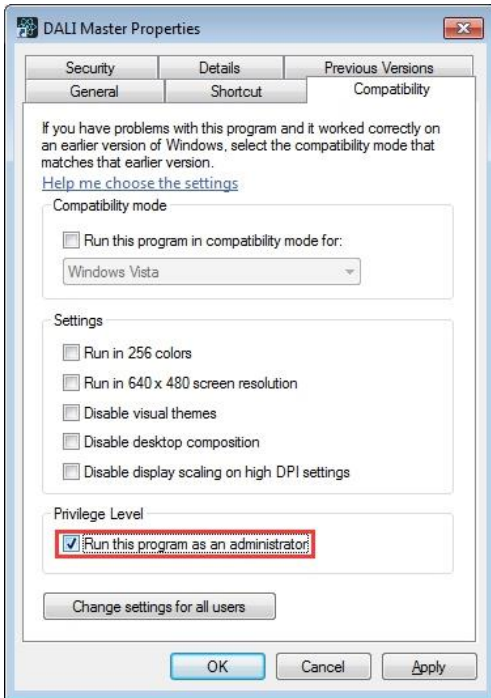 DALI Master Properties
Security Details Previous Versions
General Shortcut Compatibility
If you have problems with this program and it worked correctly on
an earlier version of Windows, select the compatibility mode that
matches that earlier version.
Help me choose the settings
Compatibility mode
Run this program in compatibility mode for:
Windows Vista
Settings
Run in 256 colors
Run in 640 x 480 screen resolution
Disable visual themes
Disable desktop composition
Disable display scaling on high DPI settings
Privilege Level
Run this program as an administrator
Change settings for all users
OK Cancel Apply